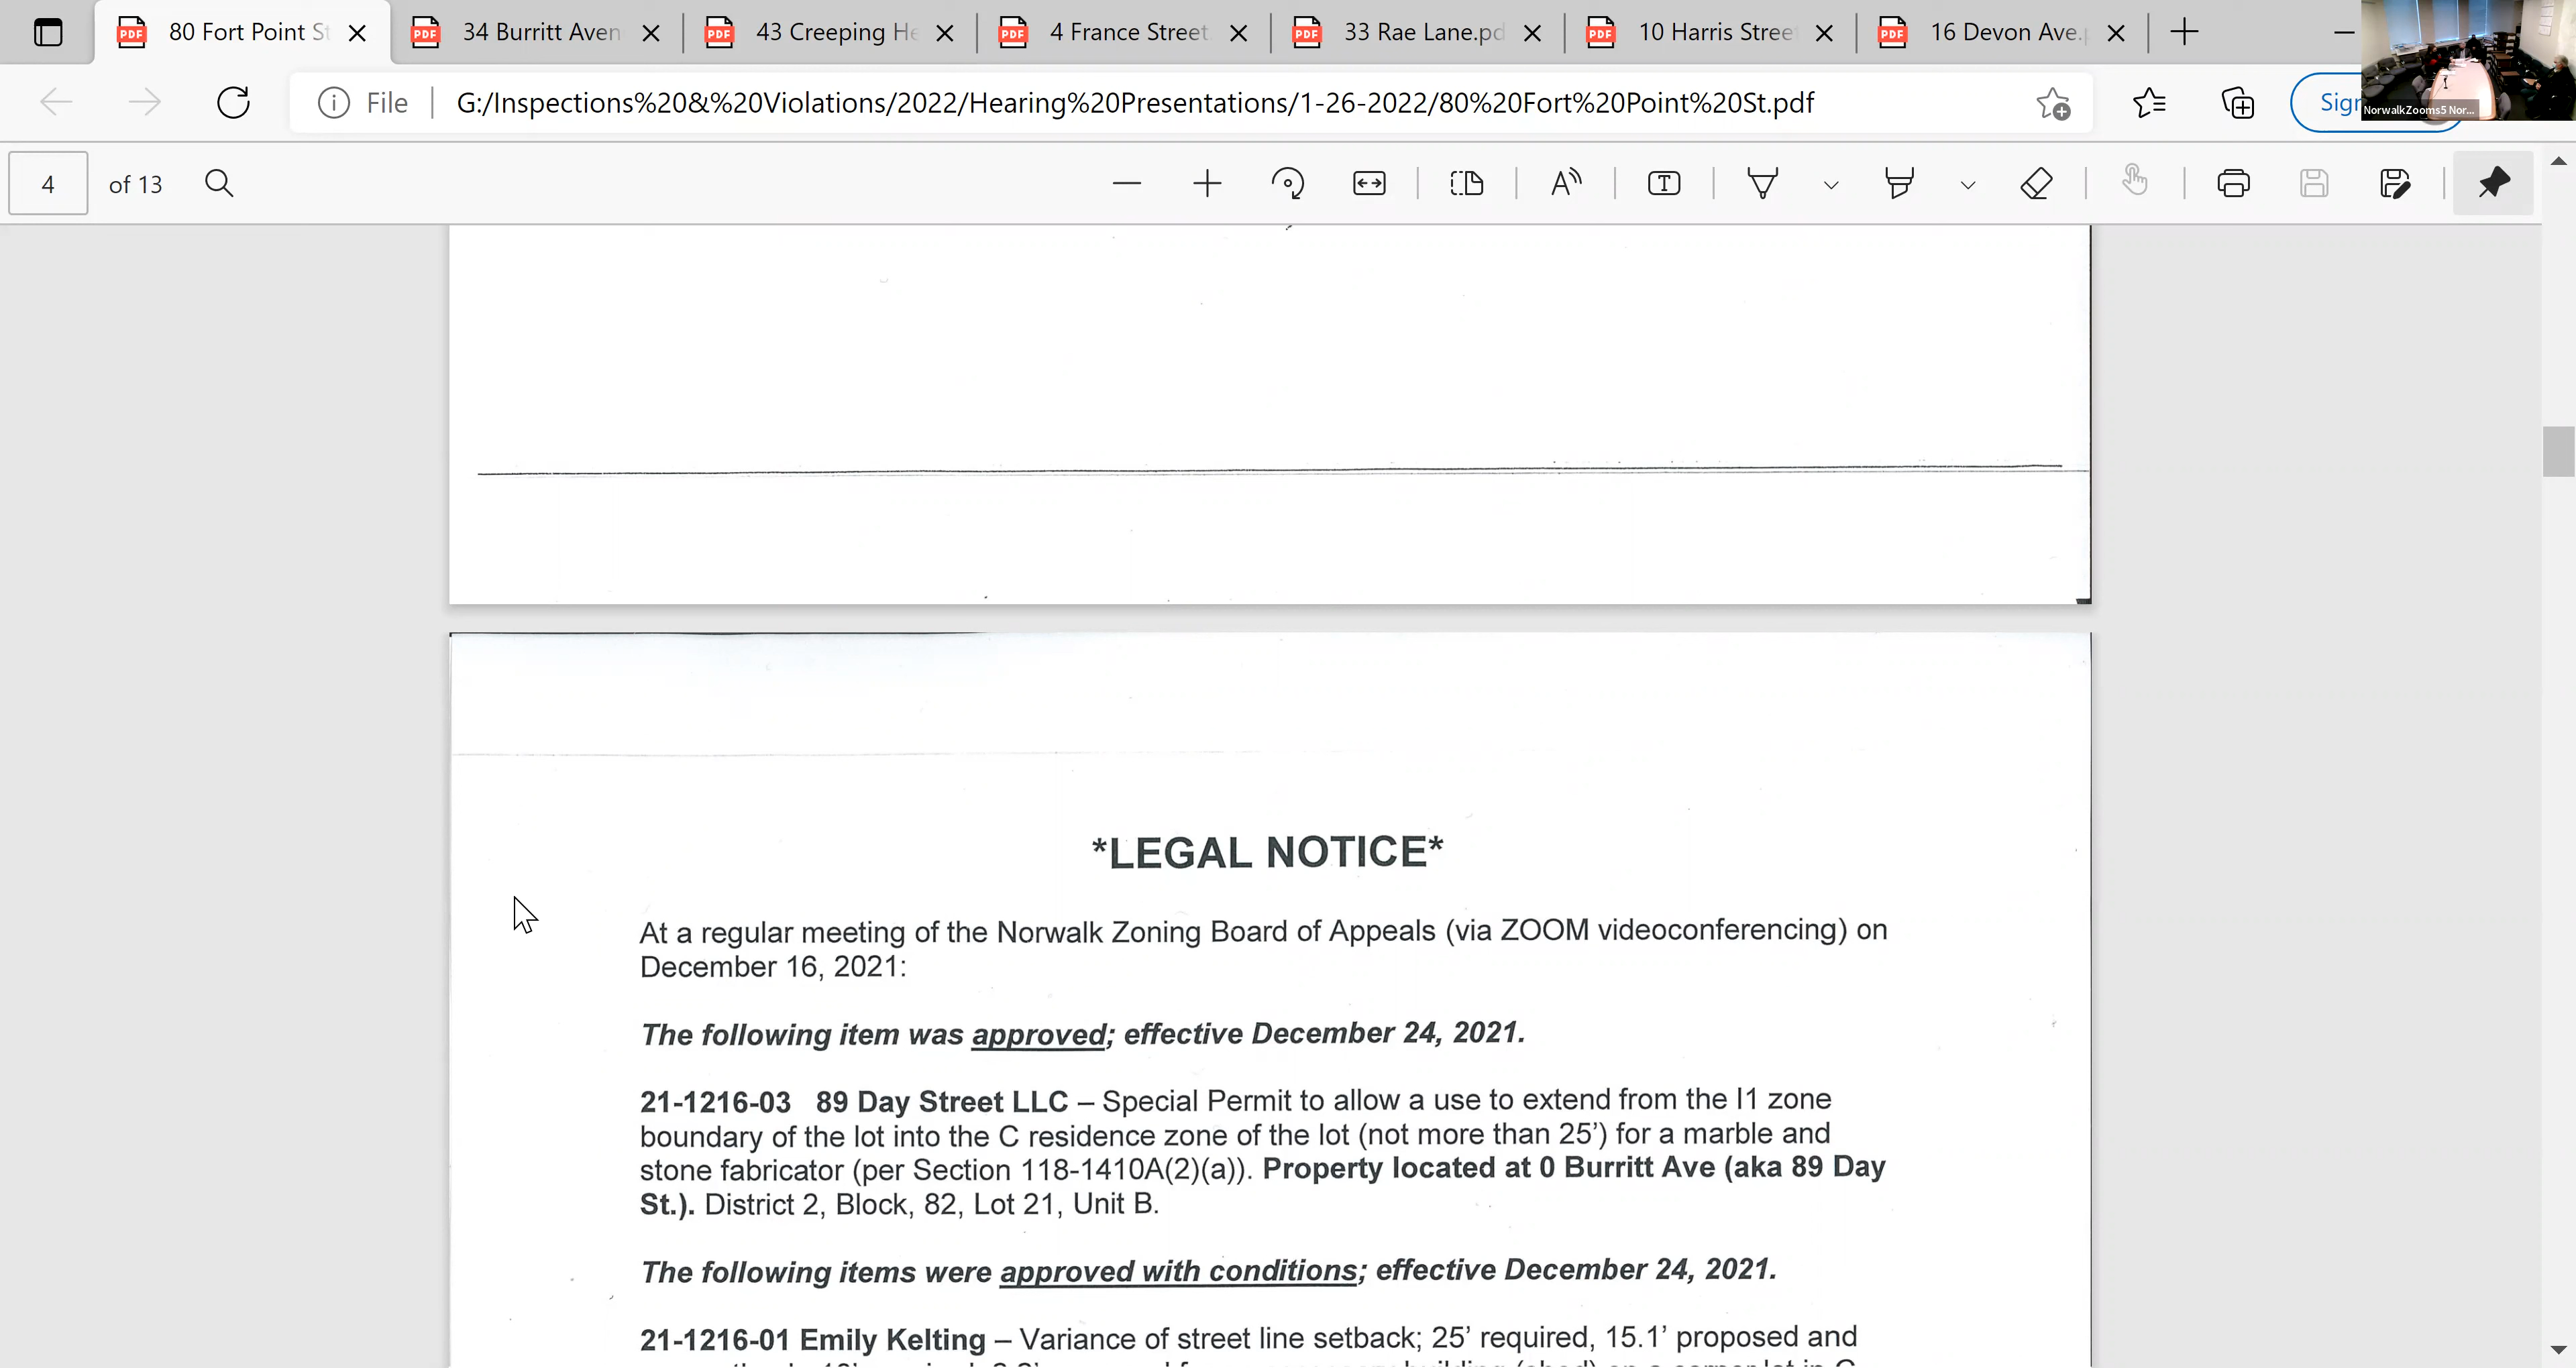 80 Fort Point St
34 Burritt Aven
43 Creeping He
4 France Street.
33 Rae Lane.pd
10 Harris Stree
16 Devon Ave.p
File
G:/Inspections%20&%20Violations/2022/Hearing%20Presentations/1-26-2022/80%20Fort%20Point%20St.pdf
Sign
NorwalkZooms5 Nor...
4 of 13
*LEGAL NOTICE*
At a regular meeting of the Norwalk Zoning Board of Appeals (via ZOOM videoconferencing) on
December 16, 2021:
The following item was approved; effective December 24, 2021.
21-1216-03 89 Day Street LLC – Special Permit to allow a use to extend from the I1 zone
boundary of the lot into the C residence zone of the lot (not more than 25’) for a marble and
stone fabricator (per Section 118-1410A(2)(a)). Property located at 0 Burritt Ave (aka 89 Day
St.). District 2, Block, 82, Lot 21, Unit B.
The following items were approved with conditions; effective December 24, 2021.
21-1216-01 Emily Kelting – Variance of street line setback; 25’ required, 15.1’ proposed and